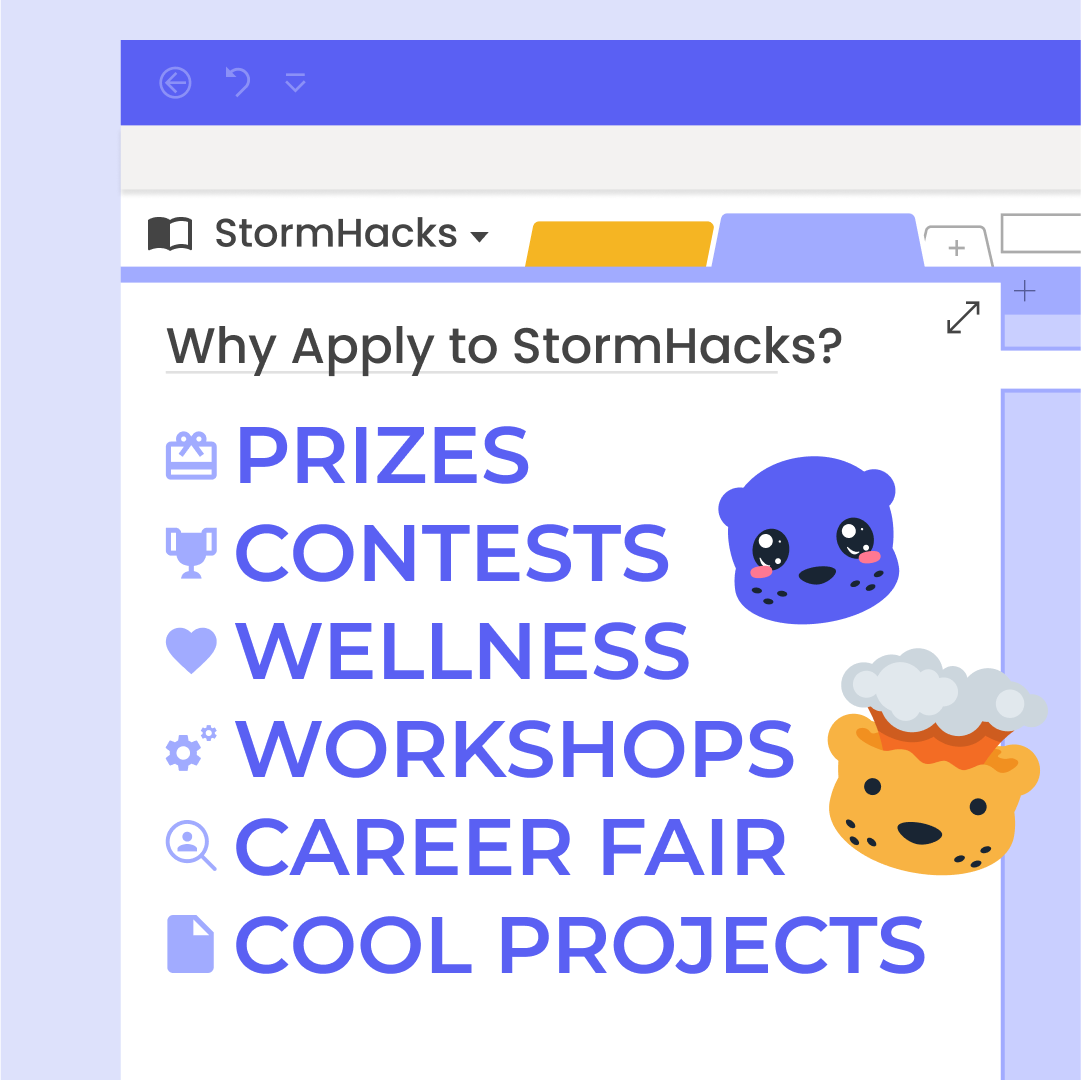 StormHacks
Why Apply to StormHacks?
PRIZES
CONTESTS
WELLNESS
WORKSHOPS
CAREER FAIR
COOL PROJECTS